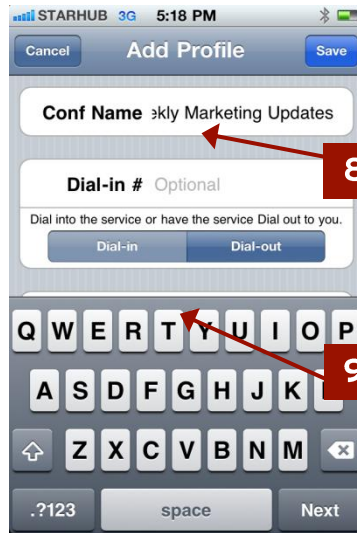 STARHUB 3G 5:18 PM
Cancel Add Profile Save
Conf Name ekly Marketing Updates
8
Dial-in # Optional
Dial into the service or have the service Dial out to you.
Dial-in Dial-out
Q W E R T Y U I O P
9
A S D F G H J K
Z X C V B N M
.?123 space Next